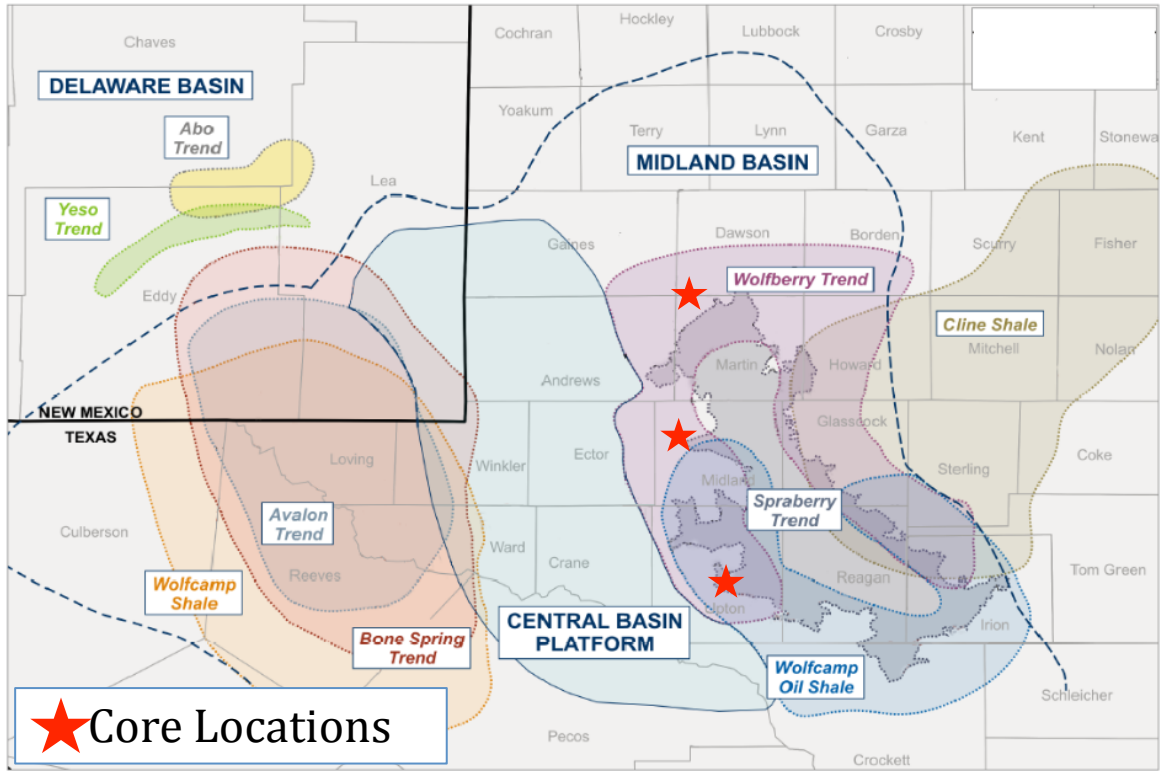 Hockley
Cochran
Lubbock
Crosby
Chaves
DELAWARE BASIN
Yoakum
Abo
Trend
Terry
Lynn
Garza
Kent
Stonewa
MIDLAND BASIN
Lea
Yeso
Trend
Dawson
Borden
Gaines
Scurry
Fisher
Wolfberry Trend
Eddy
Cline Shale
Mitchell
Nolan
Martin
Howard
Andrews
NEW MEXICO
TEXAS
Glasscock
Loving
Winkler
Ector
Coke
Sterling
Midland
Spraberry
Trend
Avalon
Trend
Culberson
Ward
Crane
Tom Green
Reeves
Reagan
Wolfcamp
Shale
Upton
CENTRAL BASIN
PLATFORM
Irion
Bone Spring
Trend
Wolfcamp
Oil Shale
Schleicher
Core Locations
Pecos
Crockett